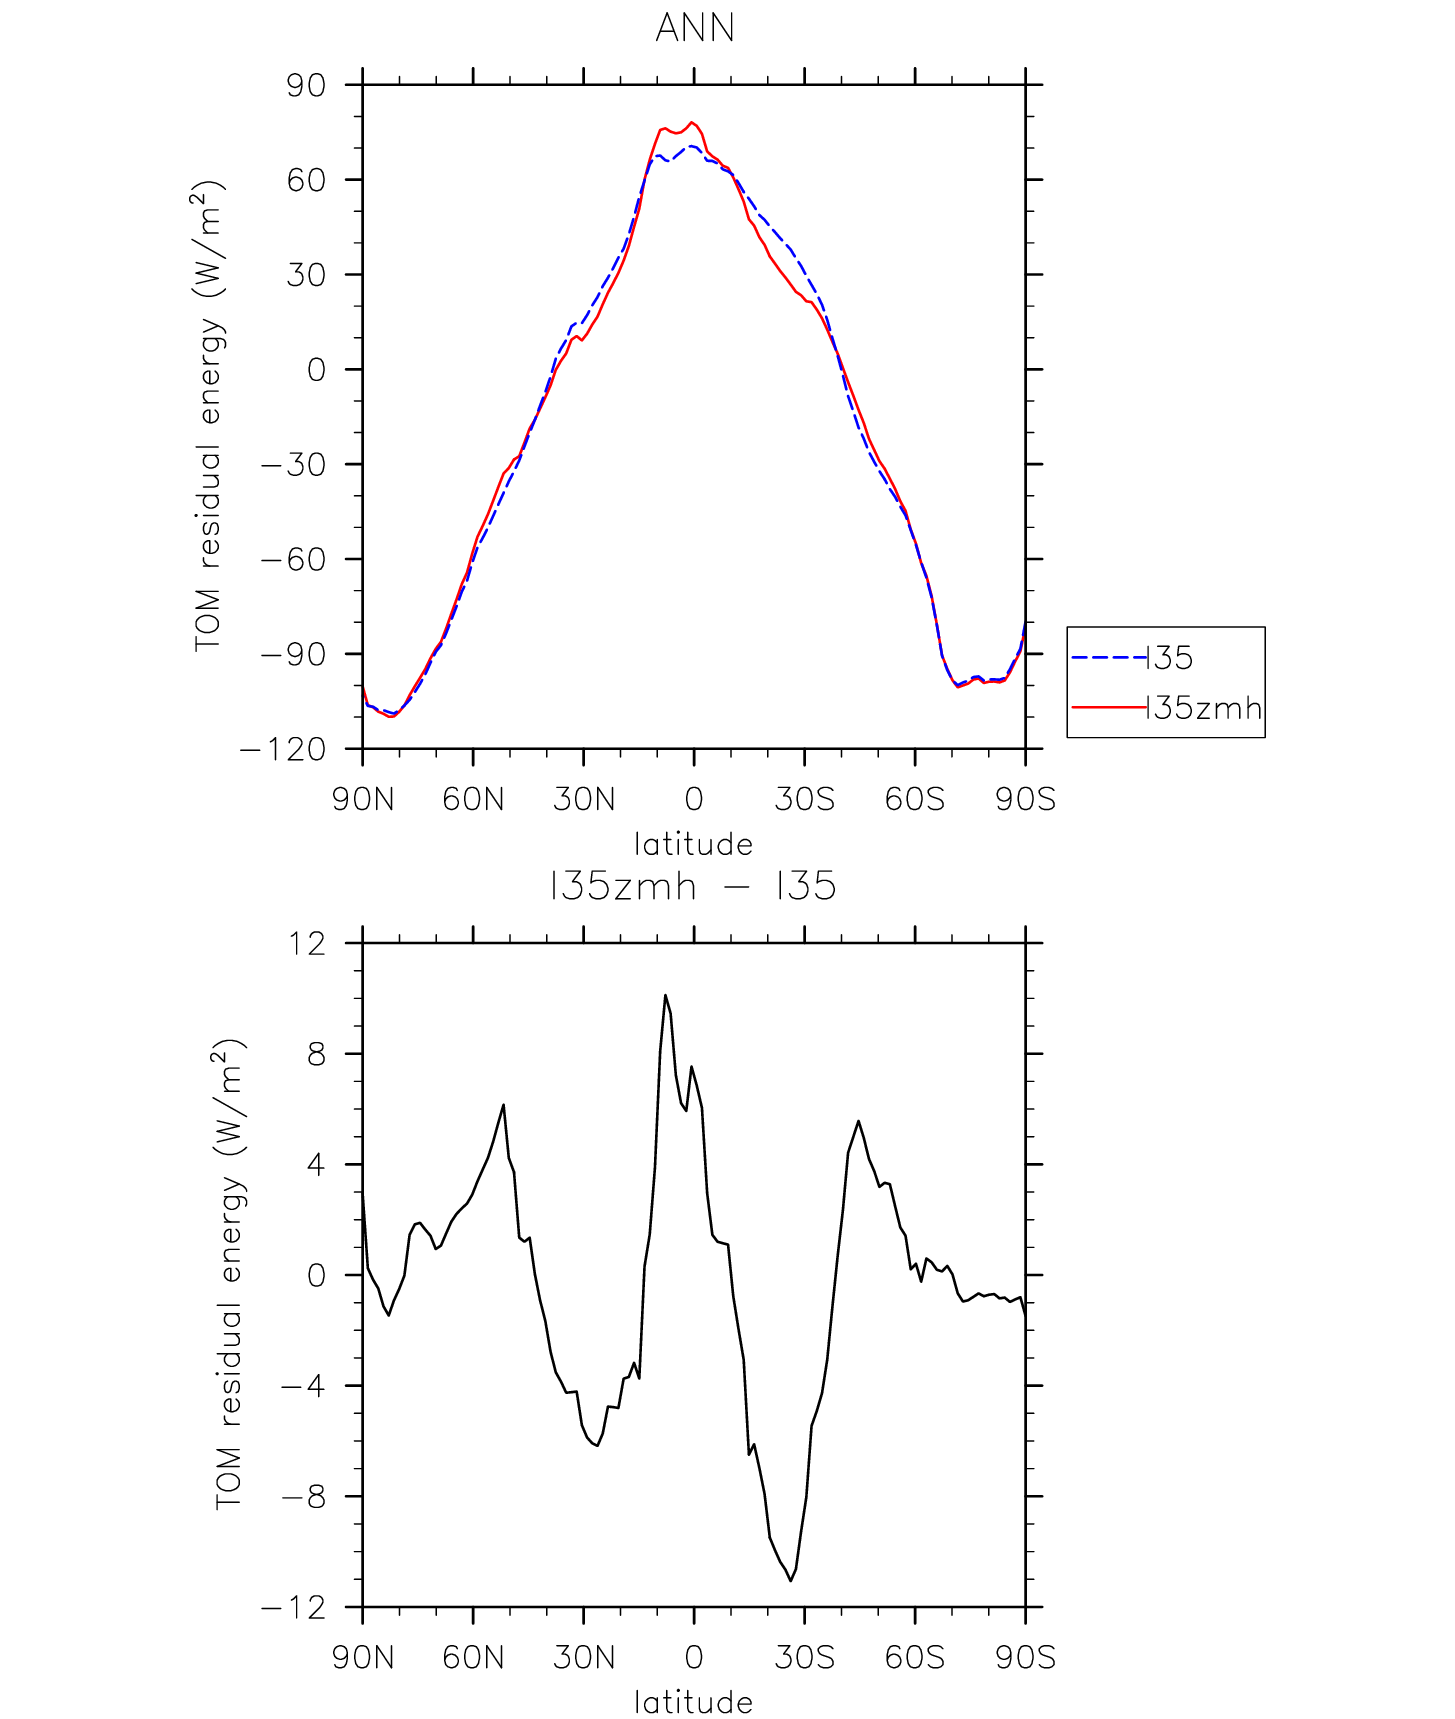 ANN
90
60
30
0
−30
−60
−90
−120
TOM residual energy (W/m²)
90N 60N 30N 0 30S 60S 90S
latitude
I35
I35zmh
I35zmh − I35
12
8
4
0
−4
−8
−12
TOM residual energy (W/m²)
90N 60N 30N 0 30S 60S 90S
latitude